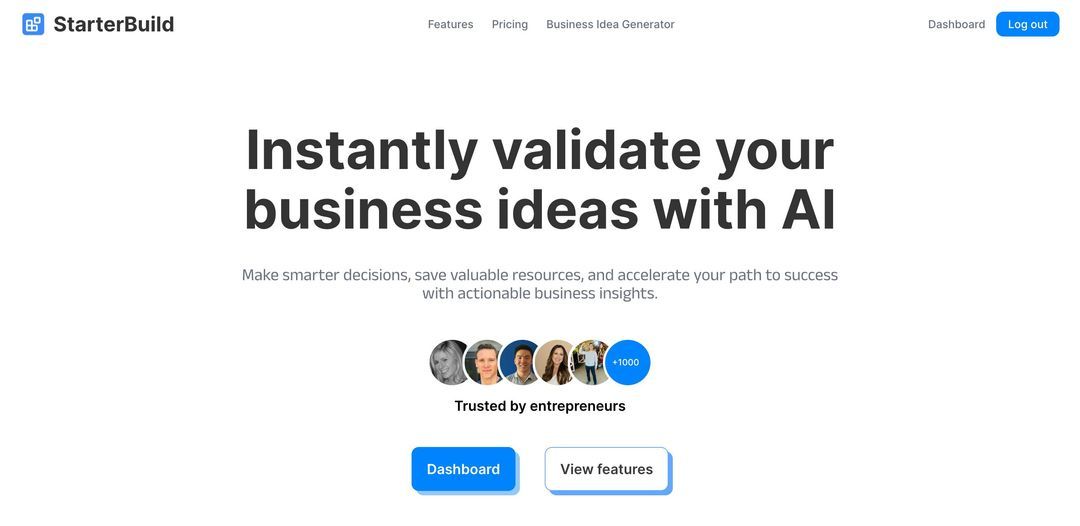 StarterBuild
Features
Pricing
Business Idea Generator
Dashboard
Log out
Instantly validate your
business ideas with AI
Make smarter decisions, save valuable resources, and accelerate your path to success
with actionable business insights.
+1000
Trusted by entrepreneurs
Dashboard
View features